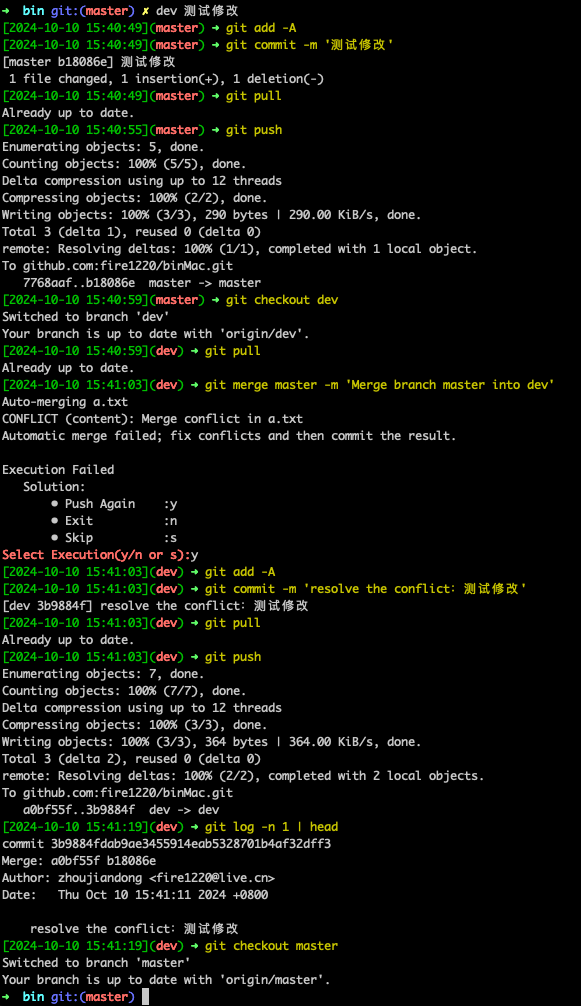 ➜  bin git:(master) ✗ dev 测试修改
[2024-10-10 15:40:49](master) ➜ git add -A
[2024-10-10 15:40:49](master) ➜ git commit -m '测试修改'
[master b18086e] 测试修改
 1 file changed, 1 insertion(+), 1 deletion(-)
[2024-10-10 15:40:49](master) ➜ git pull
Already up to date.
[2024-10-10 15:40:55](master) ➜ git push
Enumerating objects: 5, done.
Counting objects: 100% (5/5), done.
Delta compression using up to 12 threads
Compressing objects: 100% (2/2), done.
Writing objects: 100% (3/3), 290 bytes | 290.00 KiB/s, done.
Total 3 (delta 1), reused 0 (delta 0)
remote: Resolving deltas: 100% (1/1), completed with 1 local object.
To github.com:fire1220/binMac.git
   7768aaf..b18086e  master -> master
[2024-10-10 15:40:59](master) ➜ git checkout dev
Switched to branch 'dev'
Your branch is up to date with 'origin/dev'.
[2024-10-10 15:40:59](dev) ➜ git pull
Already up to date.
[2024-10-10 15:41:03](dev) ➜ git merge master -m 'Merge branch master into dev'
Auto-merging a.txt
CONFLICT (content): Merge conflict in a.txt
Automatic merge failed; fix conflicts and then commit the result.

Execution Failed
   Solution:
       ● Push Again    :y
       ● Exit          :n
       ● Skip          :s
Select Execution(y/n or s):y
[2024-10-10 15:41:03](dev) ➜ git add -A
[2024-10-10 15:41:03](dev) ➜ git commit -m 'resolve the conflict: 测试修改'
[dev 3b9884f] resolve the conflict: 测试修改
[2024-10-10 15:41:03](dev) ➜ git pull
Already up to date.
[2024-10-10 15:41:03](dev) ➜ git push
Enumerating objects: 7, done.
Counting objects: 100% (7/7), done.
Delta compression using up to 12 threads
Compressing objects: 100% (3/3), done.
Writing objects: 100% (3/3), 364 bytes | 364.00 KiB/s, done.
Total 3 (delta 2), reused 0 (delta 0)
remote: Resolving deltas: 100% (2/2), completed with 2 local objects.
To github.com:fire1220/binMac.git
   a0bf55f..3b9884f  dev -> dev
[2024-10-10 15:41:19](dev) ➜ git log -n 1 | head
commit 3b9884fdab9ae3455914eab5328701b4af32dff3
Merge: a0bf55f b18086e
Author: zhoujiandong <fire1220@live.cn>
Date:   Thu Oct 10 15:41:11 2024 +0800

    resolve the conflict: 测试修改
[2024-10-10 15:41:19](dev) ➜ git checkout master
Switched to branch 'master'
Your branch is up to date with 'origin/master'.
➜  bin git:(master)